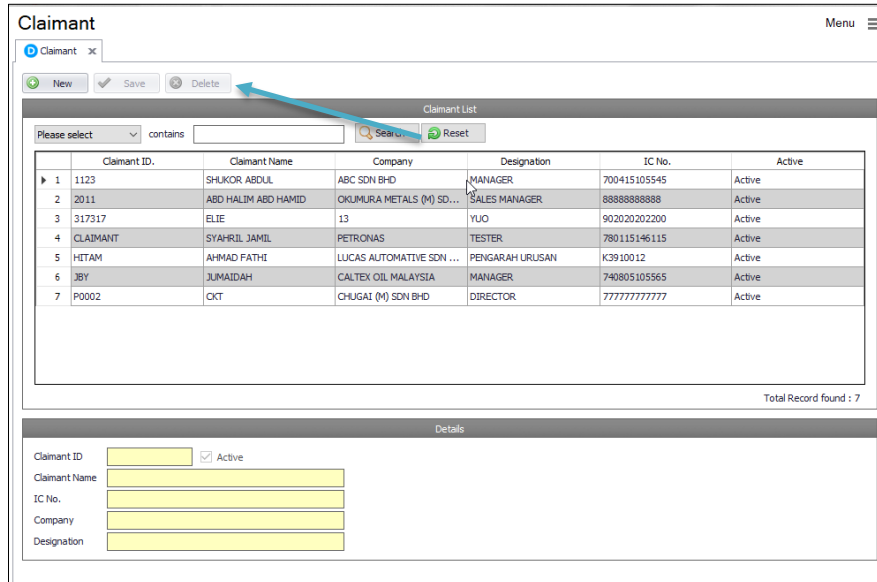 Claimant
Menu
D Claimant x
New Save Delete
Claimant List
Please select contains Search Reset
Claimant ID. Claimant Name Company Designation IC No. Active
1 1123 SHUKOR ABDUL ABC SDN BHD MANAGER 700415105545 Active
2 2011 ABD HALIM ABD HAMID OKUMURA METALS (M) SD... SALES MANAGER 88888888888 Active
3 317317 ELIE 13 YUO 902020202200 Active
4 CLAIMANT SYAHRIL JAMIL PETRONAS TESTER 780115146115 Active
5 HITAM AHMAD FATHI LUCAS AUTOMATIVE SDN ... PENGARAH URUSAN K3910012 Active
6 JBY JUMAIDAH CALTEX OIL MALAYSIA MANAGER 740805105565 Active
7 P0002 CKT CHUGAI (M) SDN BHD DIRECTOR 777777777777 Active
Total Record found : 7
Details
Claimant ID Active
Claimant Name
IC No.
Company
Designation